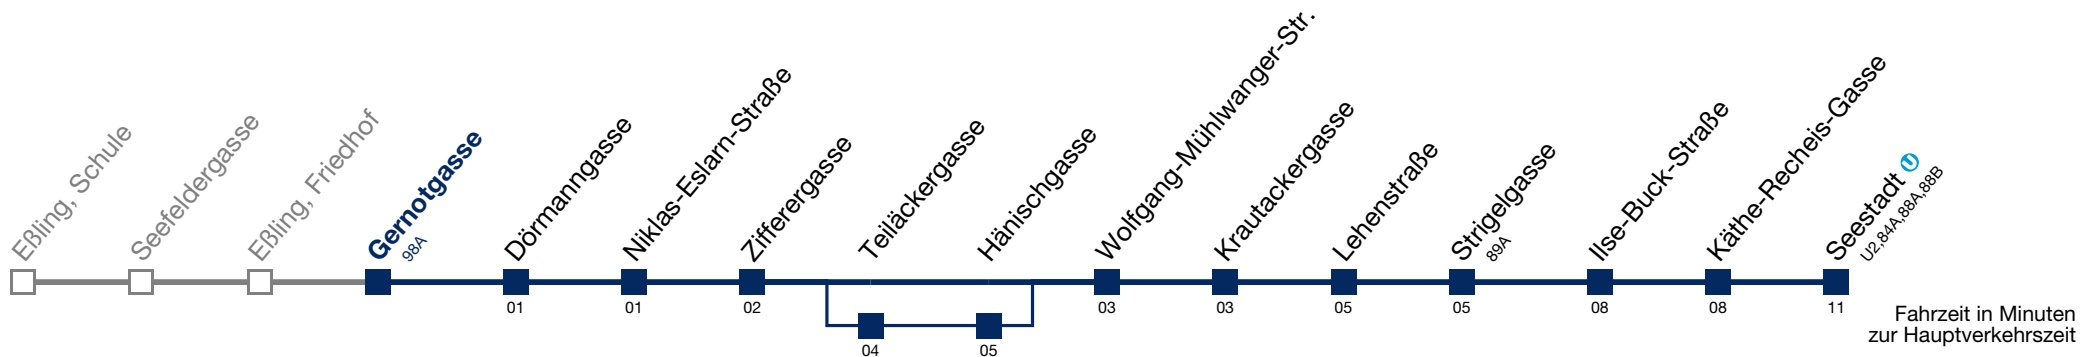 Eßling, Schule
Seefeldergasse
Eßling, Friedhof
Gernotgasse
98A
Dörmanngasse
Niklas-Eslarn-Straße
Ziffergasse
Teiläckergasse
Hänischgasse
Wolfgang-Mühlwanger-Str.
Krautackergasse
Lehenstraße
Strigelgasse
89A
Ilse-Buck-Straße
Käthe-Recheis-Gasse
Seestadt U
U2,84A,88A,88B
01
01
02
04
05
03
03
05
05
08
08
11
Fahrzeit in Minuten
zur Hauptverkehrszeit